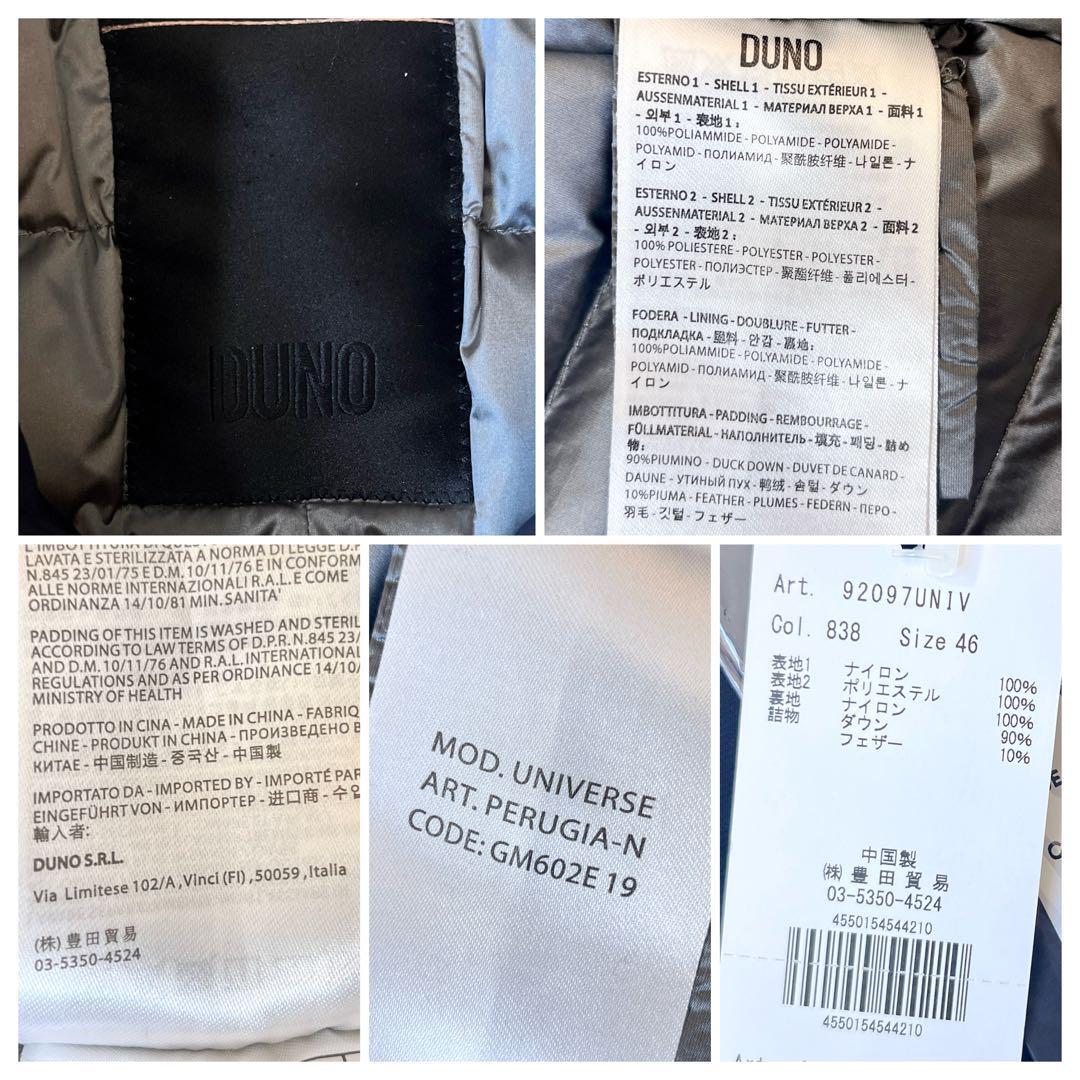 DUNO
DUNO
ESTERNO 1 - SHELL 1 - TISSU EXTÉRIEUR 1 -
AUSSENMATERIAL 1 - МАТЕРИАЛ ВЕРХА 1 - 面料 1
- 외부 1 - 表地 1 :
100%POLIAMMIDE - POLYAMIDE - POLYAMIDE -
POLYAMID - ПОЛИАМИД - 聚酰胺纤维 - 나일론 - ナ
イロン
ESTERNO 2 - SHELL 2 - TISSU EXTÉRIEUR 2 -
AUSSENMATERIAL 2 - МАТЕРИАЛ ВЕРХА 2 - 面料 2
- 외부 2 - 表地 2 :
100% POLIESTERE - POLYESTER - POLYESTER -
POLYESTER - ПОЛИЭСТЕР - 聚酯纤维 - 폴리에스터 -
ポリエステル
FODERA - LINING - DOUBLURE - FUTTER -
ПОДКЛАДКА - 里料 - 안감 - 裏地 :
100%POLIAMMIDE - POLYAMIDE - POLYAMIDE -
POLYAMID - ПОЛИАМИД - 聚酰胺纤维 - 나일론 - ナ
イロン
IMBOTTITURA - PADDING - REMBOURRAGE -
FÜLLMATERIAL - НАПОЛНИТЕЛЬ - 填充 - 패딩 - 詰め
物:
90%PIUMINO - DUCK DOWN - DUVET DE CANARD -
DAUNE - УТИНЫЙ ПУХ - 鸭绒 - 솜털 - ダウン
10%PIUMA - FEATHER - PLUMES - FEDERN - ПЕРО -
羽毛 - 깃털 - フェザー
L'IMBOTTITURA DI
LAVATA E STERILIZZATA A NORMA DI LEGGE D.P.
N.845 23/01/75 E D.M. 10/11/76 E IN CONFORM
ALLE NORME INTERNAZIONALI R.A.L. E COME
ORDINANZA 14/10/81 MIN. SANITA'
PADDING OF THIS ITEM IS WASHED AND STERIL
ACCORDING TO LAW TERMS OF D.P.R. N.845 23/
AND D.M. 10/11/76 AND R.A.L. INTERNATIONAL
REGULATIONS AND AS PER ORDINANCE 14/10/
MINISTRY OF HEALTH
PRODOTTO IN CINA - MADE IN CHINA - FABRIQ
CHINE - PRODUKT IN CHINA - ПРОИЗВЕДЕНО В
КИТАЕ - 中国制造 - 중국산 - 中国製
IMPORTATO DA - IMPORTED BY - IMPORTÉ PAR
EINGEFÜHRT VON - ИМПОРТЕР - 进口商 - 수입
輸入者:
DUNO S.R.L.
Via Limitese 102/A ,Vinci (FI) ,50059 ,Italia
(株) 豊田貿易
03-5350-4524
MOD. UNIVERSE
ART. PERUGIA-N
CODE: GM602E 19
Art. 92097UNIV
Col. 838 Size 46
表地1 ナイロン 100%
表地2 ポリエステル 100%
裏地 ナイロン 100%
詰物 ダウン 90%
フェザー 10%
中国製
(株) 豊田貿易
03-5350-4524
4550154544210
4550154544210